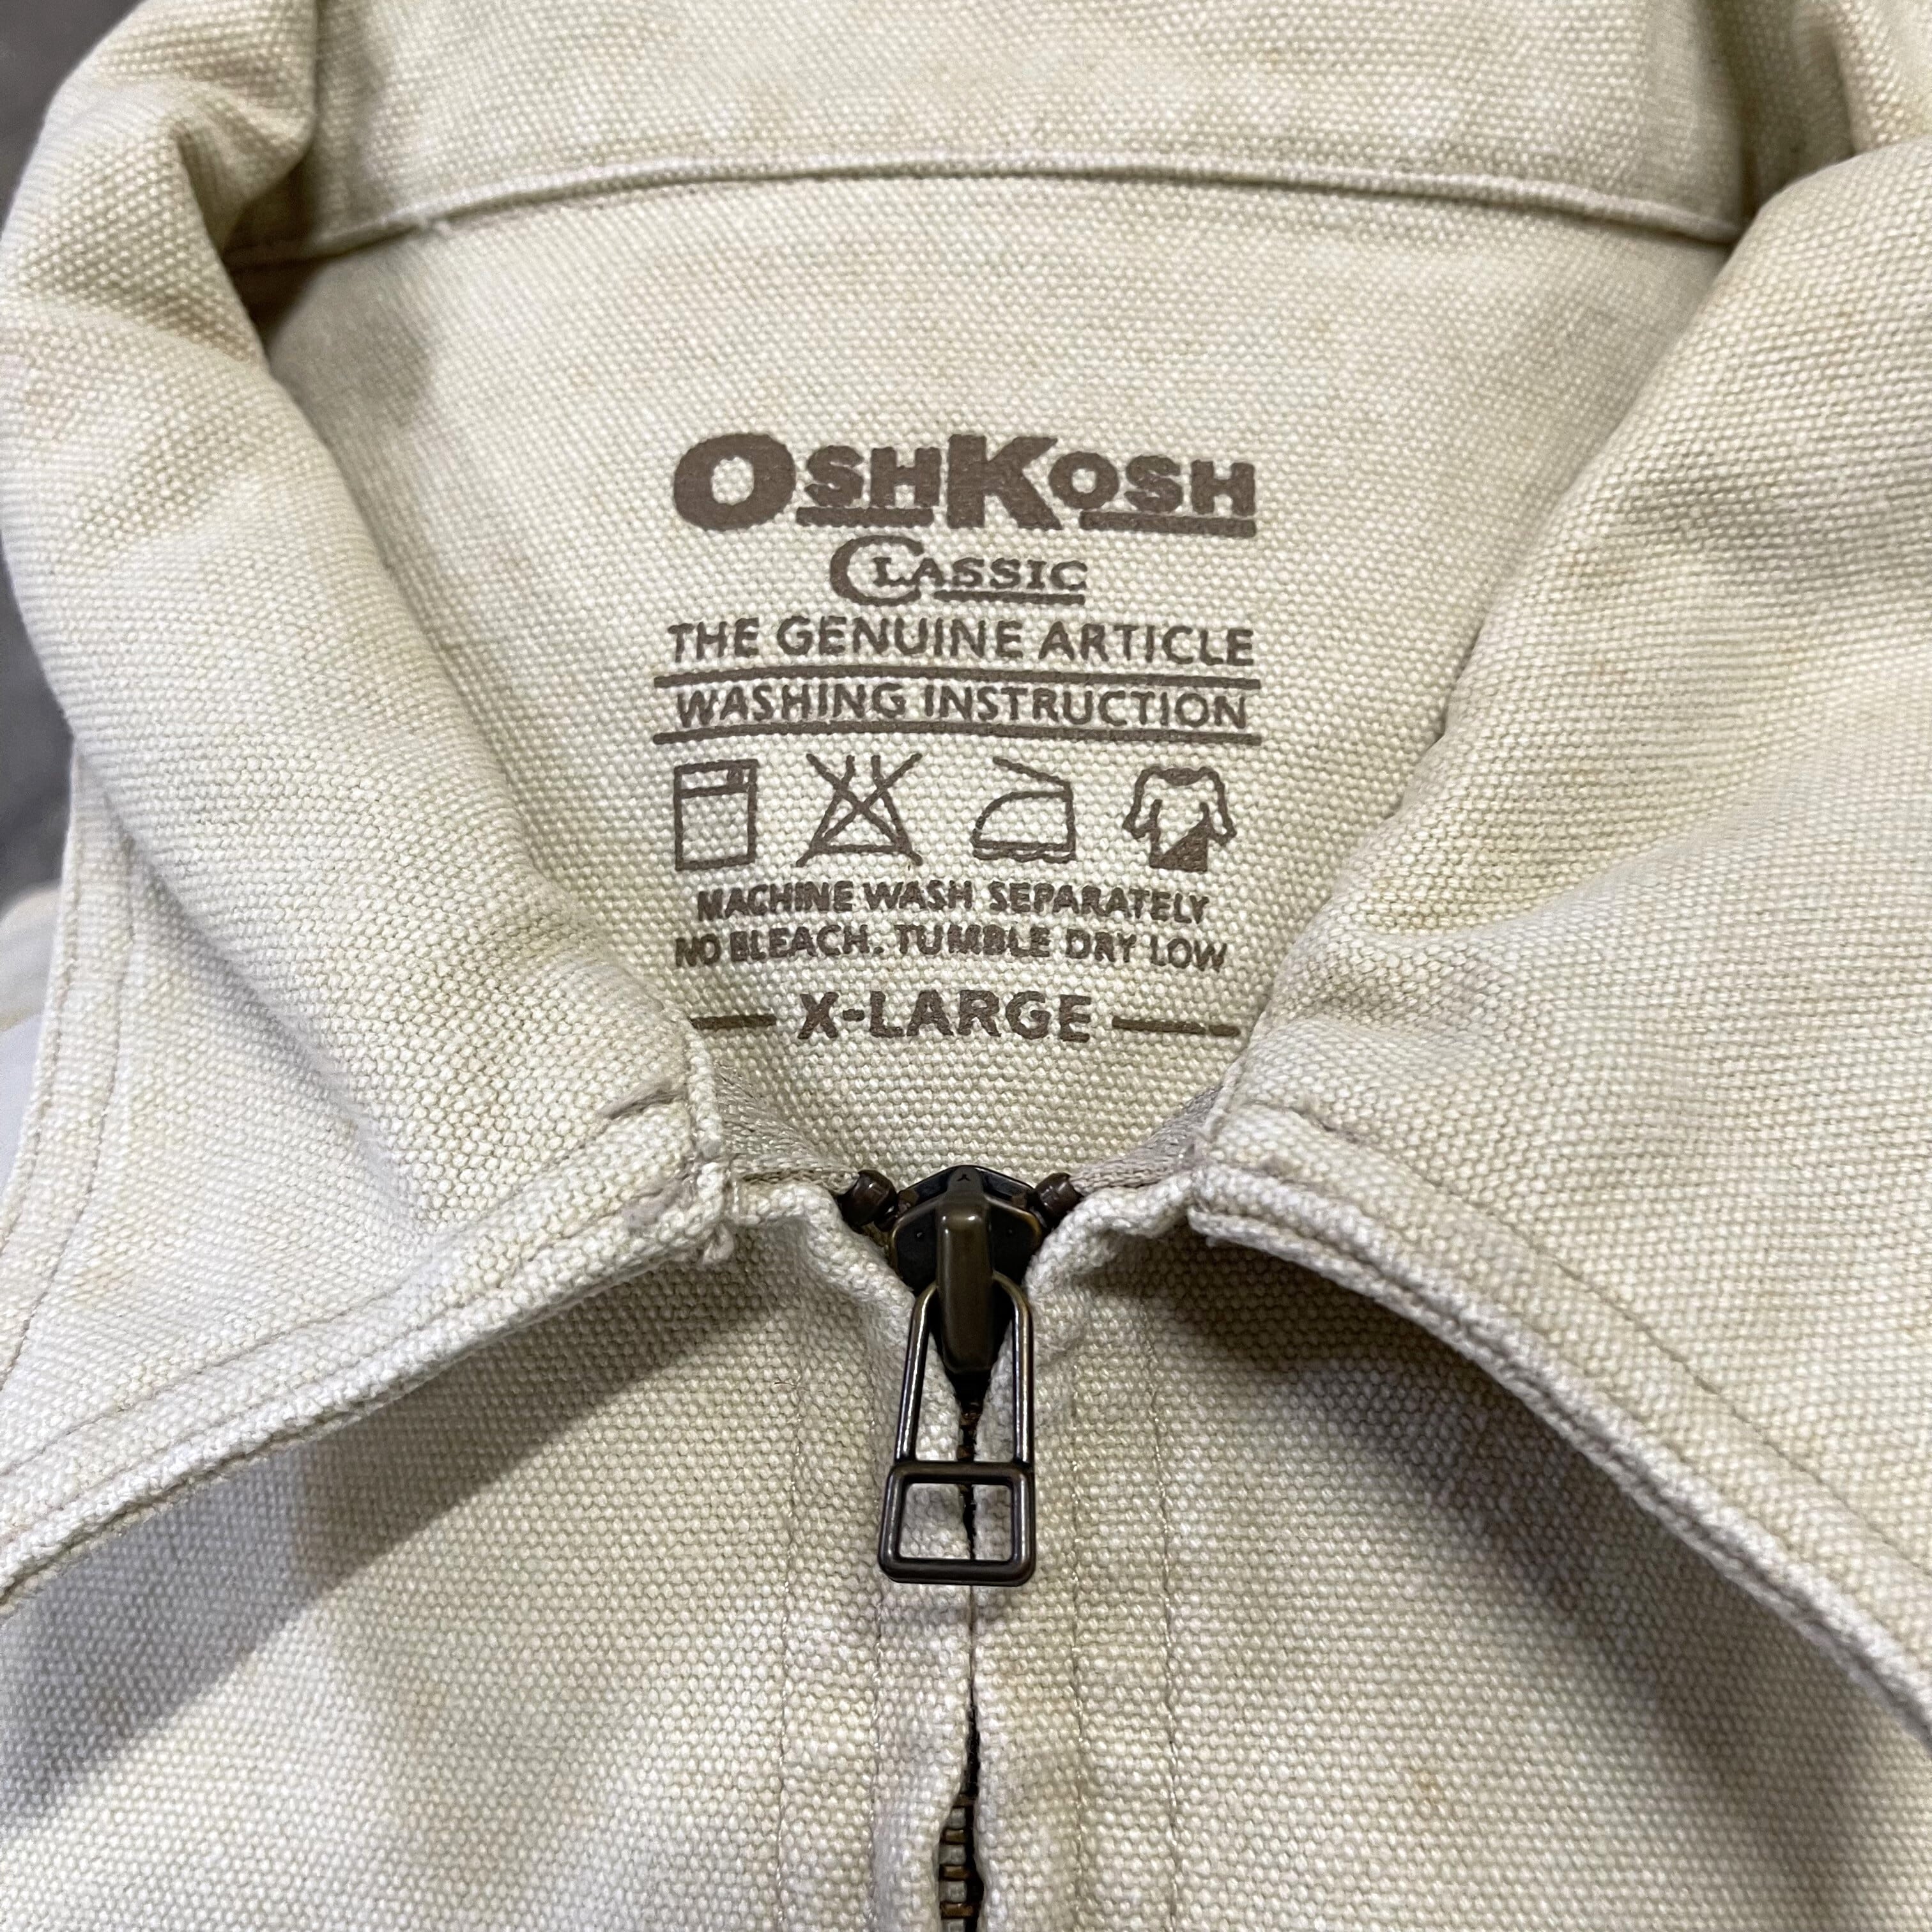 OSHKOSH
CLASSIC
THE GENUINE ARTICLE
WASHING INSTRUCTION
MACHINE WASH SEPARATELY
NO BLEACH. TUMBLE DRY LOW
X-LARGE